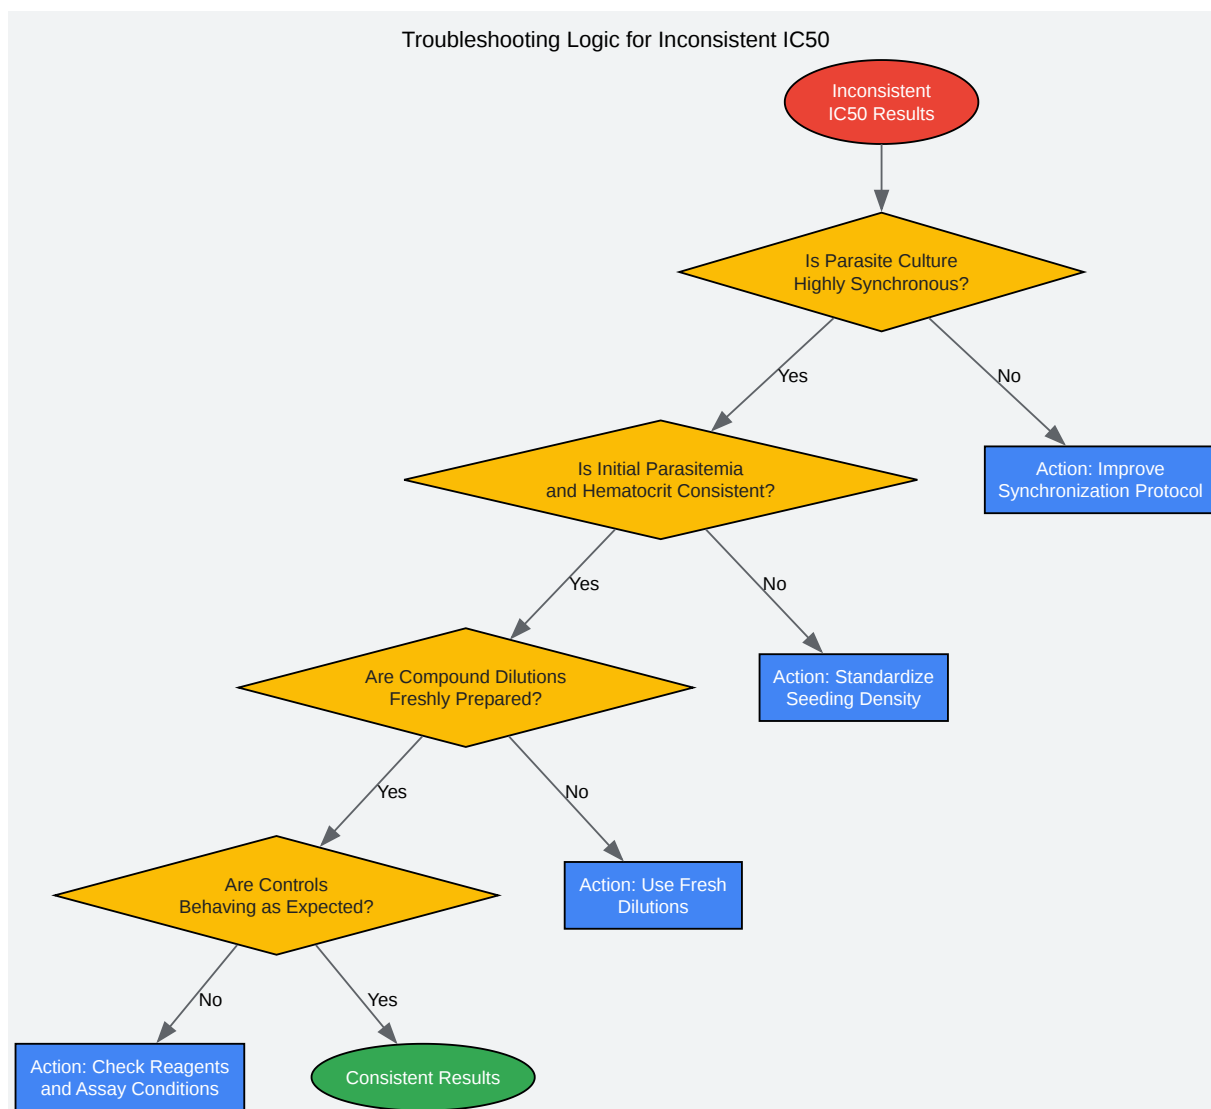 Troubleshooting Logic for Inconsistent IC50
Inconsistent
IC50 Results
Is Parasite Culture
Highly Synchronous?
Yes
No
Is Initial Parasitemia
and Hematocrit Consistent?
Action: Improve
Synchronization Protocol
Yes
No
Are Compound Dilutions
Freshly Prepared?
Action: Standardize
Seeding Density
Yes
No
Are Controls
Behaving as Expected?
Action: Use Fresh
Dilutions
No
Yes
Action: Check Reagents
and Assay Conditions
Consistent Results